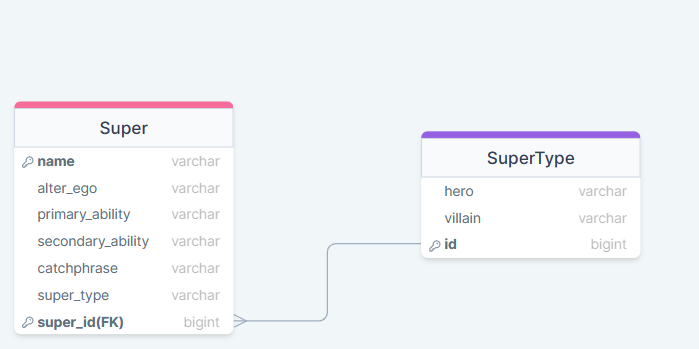 Super
name varchar
alter_ego varchar
primary_ability varchar
secondary_ability varchar
catchphrase varchar
super_type varchar
super_id(FK) bigint
SuperType
hero varchar
villain varchar
id bigint